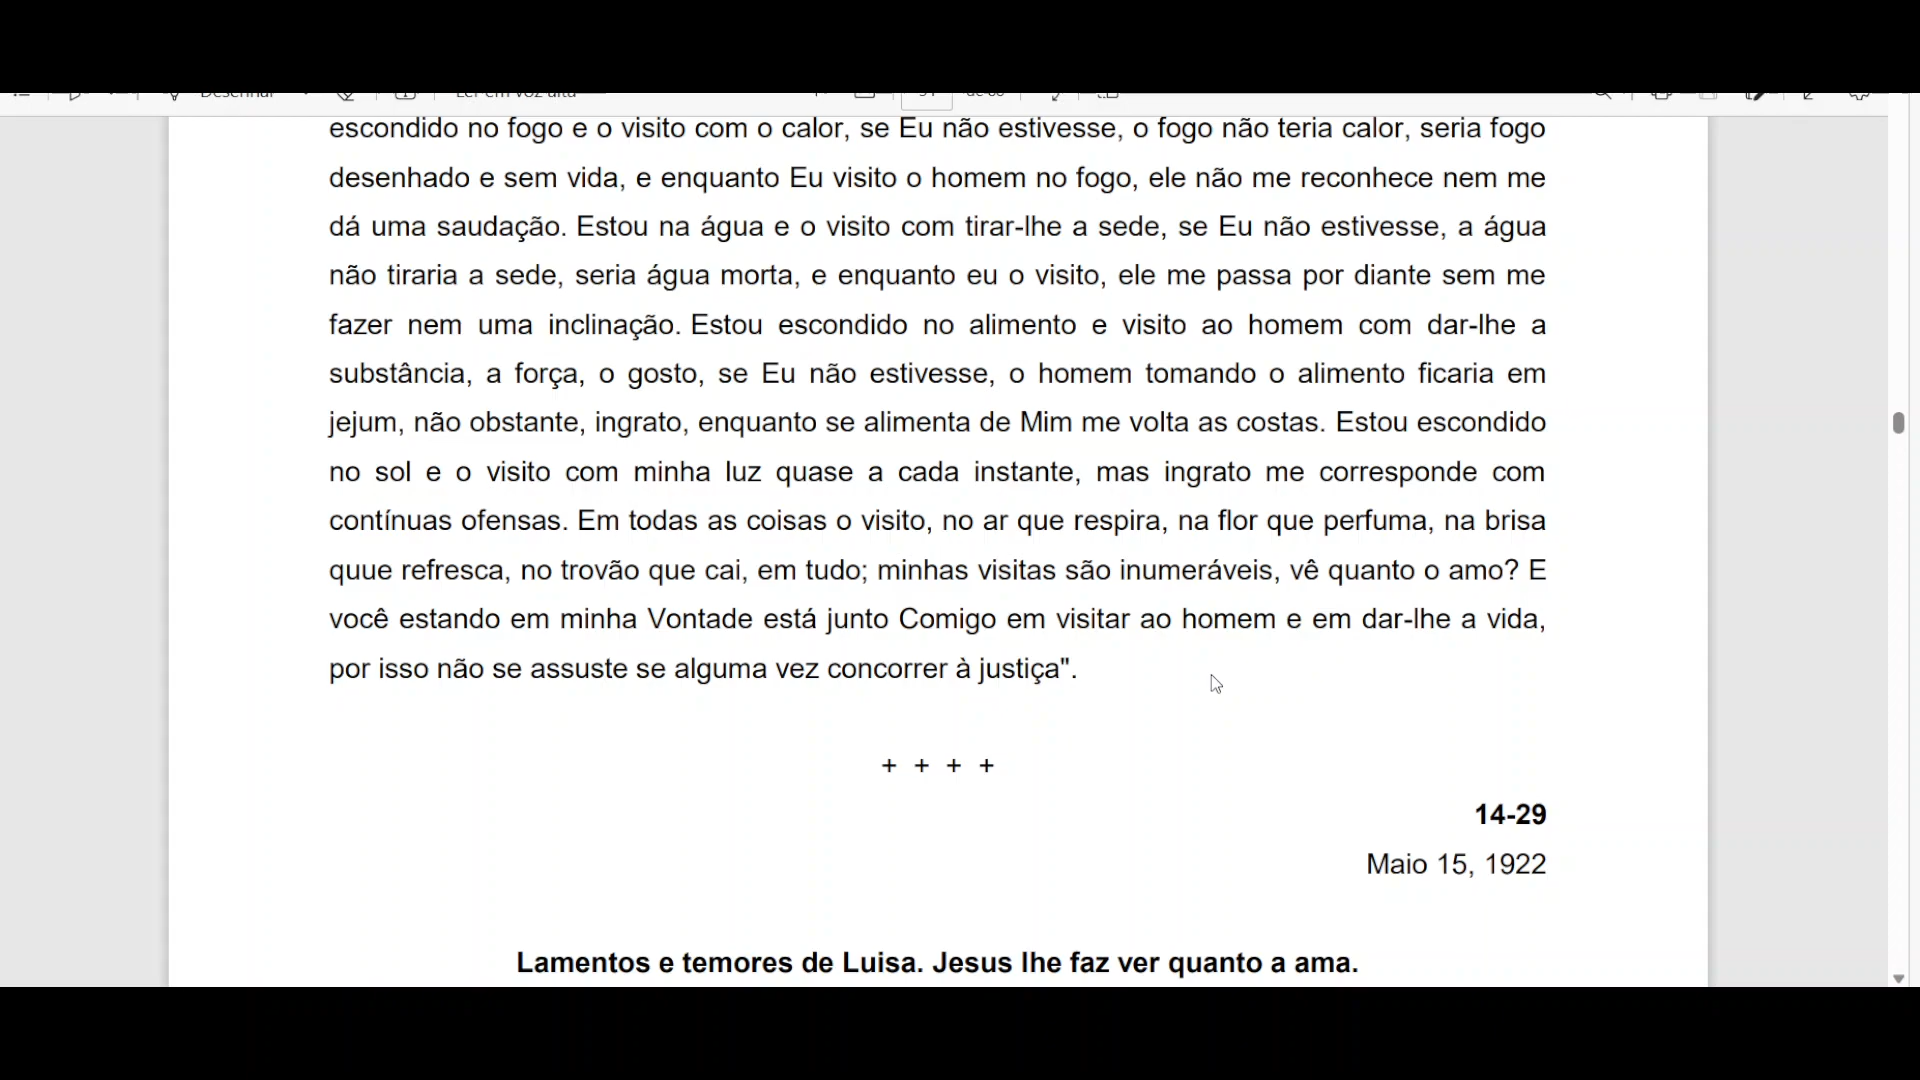 de 80
escondido no fogo e o visito com o calor, se Eu não estivesse, o fogo não teria calor, seria fogo
desenhado e sem vida, e enquanto Eu visito o homem no fogo, ele não me reconhece nem me
dá uma saudação. Estou na água e o visito com tirar-lhe a sede, se Eu não estivesse, a água
não tiraria a sede, seria água morta, e enquanto eu o visito, ele me passa por diante sem me
fazer nem uma inclinação. Estou escondido no alimento e visito ao homem com dar-lhe a
substância, a força, o gosto, se Eu não estivesse, o homem tomando o alimento ficaria em
jejum, não obstante, ingrato, enquanto se alimenta de Mim me volta as costas. Estou escondido
no sol e o visito com minha luz quase a cada instante, mas ingrato me corresponde com
contínuas ofensas. Em todas as coisas o visito, no ar que respira, na flor que perfuma, na brisa
quue refresca, no trovão que cai, em tudo; minhas visitas são inumeráveis, vê quanto o amo? E
você estando em minha Vontade está junto Comigo em visitar ao homem e em dar-lhe a vida,
por isso não se assuste se alguma vez concorrer à justiça".
+ + + +
14-29
Maio 15, 1922
Lamentos e temores de Luisa. Jesus lhe faz ver quanto a ama.